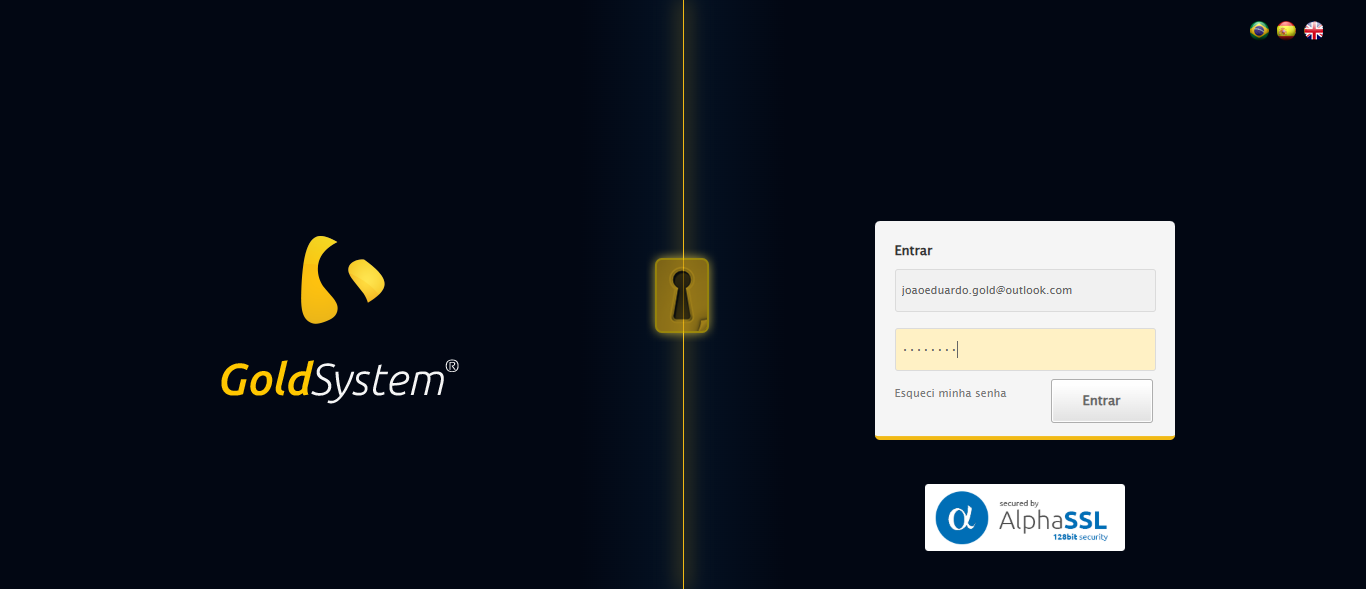 GoldSystem®
Entrar
joaoeduardo.gold@outlook.com
········
Esqueci minha senha
Entrar
α
secured by
AlphaSSL
128bit security